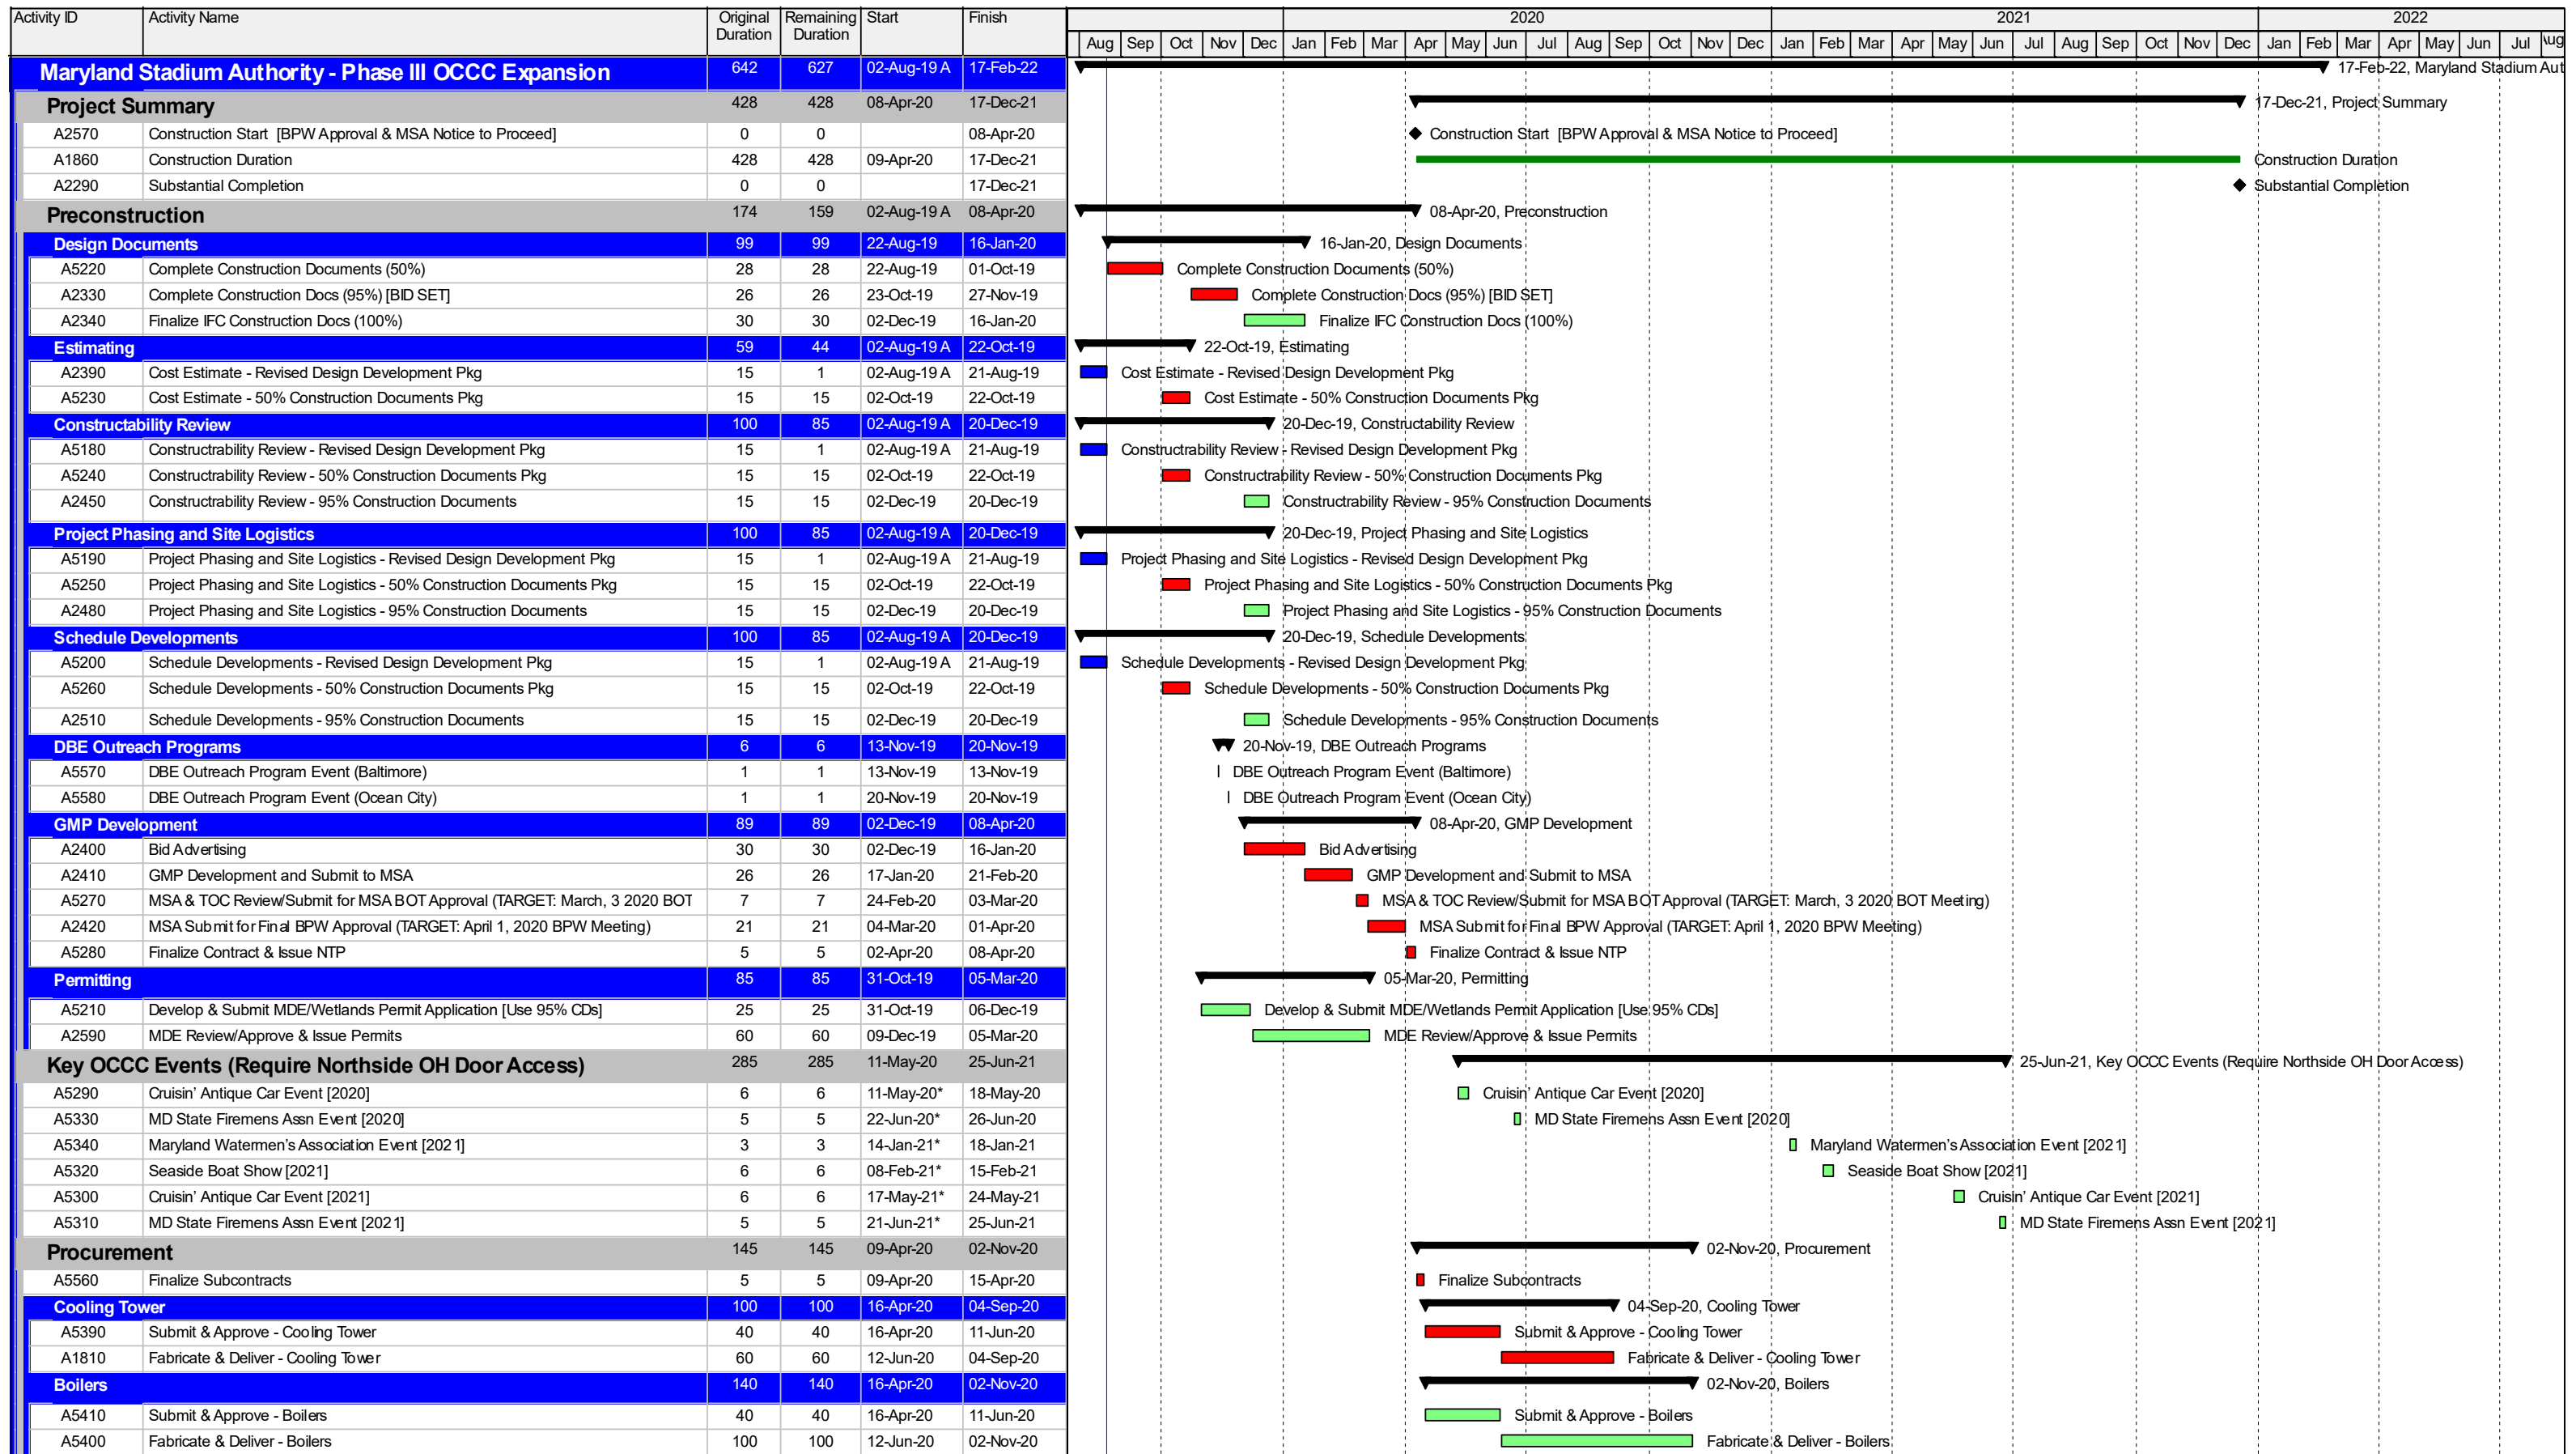 Activity ID Activity Name Original Duration Remaining Duration Start Finish 2020 2021 2022
Aug Sep Oct Nov Dec Jan Feb Mar Apr May Jun Jul Aug Sep Oct Nov Dec Jan Feb Mar Apr May Jun Jul Aug Sep Oct Nov Dec Jan Feb Mar Apr May Jun Jul Aug
Maryland Stadium Authority - Phase III OCCC Expansion 642 627 02-Aug-19 A 17-Feb-22 17-Feb-22, Maryland Stadium Aut
Project Summary 428 428 08-Apr-20 17-Dec-21 17-Dec-21, Project Summary
A2570 Construction Start [BPW Approval & MSA Notice to Proceed] 0 0 08-Apr-20 Construction Start [BPW Approval & MSA Notice to Proceed]
A1860 Construction Duration 428 428 09-Apr-20 17-Dec-21 Construction Duration
A2290 Substantial Completion 0 0 17-Dec-21 Substantial Completion
Preconstruction 174 159 02-Aug-19 A 08-Apr-20 08-Apr-20, Preconstruction
Design Documents 99 99 22-Aug-19 16-Jan-20 16-Jan-20, Design Documents
A5220 Complete Construction Documents (50%) 28 28 22-Aug-19 01-Oct-19 Complete Construction Documents (50%)
A2330 Complete Construction Docs (95%) [BID SET] 26 26 23-Oct-19 27-Nov-19 Complete Construction Docs (95%) [BID SET]
A2340 Finalize IFC Construction Docs (100%) 30 30 02-Dec-19 16-Jan-20 Finalize IFC Construction Docs (100%)
Estimating 59 44 02-Aug-19 A 22-Oct-19 22-Oct-19, Estimating
A2390 Cost Estimate - Revised Design Development Pkg 15 1 02-Aug-19 A 21-Aug-19 Cost Estimate - Revised Design Development Pkg
A5230 Cost Estimate - 50% Construction Documents Pkg 15 15 02-Oct-19 22-Oct-19 Cost Estimate - 50% Construction Documents Pkg
Constructability Review 100 85 02-Aug-19 A 20-Dec-19 20-Dec-19, Constructability Review
A5180 Constructrability Review - Revised Design Development Pkg 15 1 02-Aug-19 A 21-Aug-19 Constructrability Review - Revised Design Development Pkg
A5240 Constructrability Review - 50% Construction Documents Pkg 15 15 02-Oct-19 22-Oct-19 Constructrability Review - 50% Construction Documents Pkg
A2450 Constructrability Review - 95% Construction Documents 15 15 02-Dec-19 20-Dec-19 Constructrability Review - 95% Construction Documents
Project Phasing and Site Logistics 100 85 02-Aug-19 A 20-Dec-19 20-Dec-19, Project Phasing and Site Logistics
A5190 Project Phasing and Site Logistics - Revised Design Development Pkg 15 1 02-Aug-19 A 21-Aug-19 Project Phasing and Site Logistics - Revised Design Development Pkg
A5250 Project Phasing and Site Logistics - 50% Construction Documents Pkg 15 15 02-Oct-19 22-Oct-19 Project Phasing and Site Logistics - 50% Construction Documents Pkg
A2480 Project Phasing and Site Logistics - 95% Construction Documents 15 15 02-Dec-19 20-Dec-19 Project Phasing and Site Logistics - 95% Construction Documents
Schedule Developments 100 85 02-Aug-19 A 20-Dec-19 20-Dec-19, Schedule Developments
A5200 Schedule Developments - Revised Design Development Pkg 15 1 02-Aug-19 A 21-Aug-19 Schedule Developments - Revised Design Development Pkg
A5260 Schedule Developments - 50% Construction Documents Pkg 15 15 02-Oct-19 22-Oct-19 Schedule Developments - 50% Construction Documents Pkg
A2510 Schedule Developments - 95% Construction Documents 15 15 02-Dec-19 20-Dec-19 Schedule Developments - 95% Construction Documents
DBE Outreach Programs 6 6 13-Nov-19 20-Nov-19 20-Nov-19, DBE Outreach Programs
A5570 DBE Outreach Program Event (Baltimore) 1 1 13-Nov-19 13-Nov-19 DBE Outreach Program Event (Baltimore)
A5580 DBE Outreach Program Event (Ocean City) 1 1 20-Nov-19 20-Nov-19 DBE Outreach Program Event (Ocean City)
GMP Development 89 89 02-Dec-19 08-Apr-20 08-Apr-20, GMP Development
A2400 Bid Advertising 30 30 02-Dec-19 16-Jan-20 Bid Advertising
A2410 GMP Development and Submit to MSA 26 26 17-Jan-20 21-Feb-20 GMP Development and Submit to MSA
A5270 MSA & TOC Review/Submit for MSA BOT Approval (TARGET: March, 3 2020 BOT 7 7 24-Feb-20 03-Mar-20 MSA & TOC Review/Submit for MSA BOT Approval (TARGET: March, 3 2020 BOT Meeting)
A2420 MSA Submit for Final BPW Approval (TARGET: April 1, 2020 BPW Meeting) 21 21 04-Mar-20 01-Apr-20 MSA Submit for Final BPW Approval (TARGET: April 1, 2020 BPW Meeting)
A5280 Finalize Contract & Issue NTP 5 5 02-Apr-20 08-Apr-20 Finalize Contract & Issue NTP
Permitting 85 85 31-Oct-19 05-Mar-20 05-Mar-20, Permitting
A5210 Develop & Submit MDE/Wetlands Permit Application [Use 95% CDs] 25 25 31-Oct-19 06-Dec-19 Develop & Submit MDE/Wetlands Permit Application [Use 95% CDs]
A2590 MDE Review/Approve & Issue Permits 60 60 09-Dec-19 05-Mar-20 MDE Review/Approve & Issue Permits
Key OCCC Events (Require Northside OH Door Access) 285 285 11-May-20 25-Jun-21 25-Jun-21, Key OCCC Events (Require Northside OH Door Access)
A5290 Cruisin' Antique Car Event [2020] 6 6 11-May-20* 18-May-20 Cruisin' Antique Car Event [2020]
A5330 MD State Firemens Assn Event [2020] 5 5 22-Jun-20* 26-Jun-20 MD State Firemens Assn Event [2020]
A5340 Maryland Watermen's Association Event [2021] 3 3 14-Jan-21* 18-Jan-21 Maryland Watermen's Association Event [2021]
A5320 Seaside Boat Show [2021] 6 6 08-Feb-21* 15-Feb-21 Seaside Boat Show [2021]
A5300 Cruisin' Antique Car Event [2021] 6 6 17-May-21* 24-May-21 Cruisin' Antique Car Event [2021]
A5310 MD State Firemens Assn Event [2021] 5 5 21-Jun-21* 25-Jun-21 MD State Firemens Assn Event [2021]
Procurement 145 145 09-Apr-20 02-Nov-20 02-Nov-20, Procurement
A5560 Finalize Subcontracts 5 5 09-Apr-20 15-Apr-20 Finalize Subcontracts
Cooling Tower 100 100 16-Apr-20 04-Sep-20 04-Sep-20, Cooling Tower
A5390 Submit & Approve - Cooling Tower 40 40 16-Apr-20 11-Jun-20 Submit & Approve - Cooling Tower
A1810 Fabricate & Deliver - Cooling Tower 60 60 12-Jun-20 04-Sep-20 Fabricate & Deliver - Cooling Tower
Boilers 140 140 16-Apr-20 02-Nov-20 02-Nov-20, Boilers
A5410 Submit & Approve - Boilers 40 40 16-Apr-20 11-Jun-20 Submit & Approve - Boilers
A5400 Fabricate & Deliver - Boilers 100 100 12-Jun-20 02-Nov-20 Fabricate & Deliver - Boilers